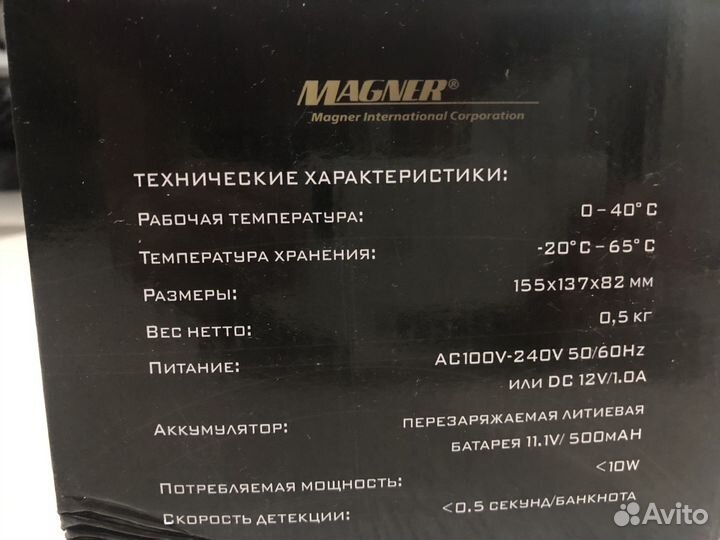 MAGNER®
Magner International Corporation
ТЕХНИЧЕСКИЕ ХАРАКТЕРИСТИКИ:
РАБОЧАЯ ТЕМПЕРАТУРА: 0 – 40° C
ТЕМПЕРАТУРА ХРАНЕНИЯ: -20°C – 65° C
РАЗМЕРЫ: 155x137x82 мм
ВЕС НЕТТО: 0,5 кг
ПИТАНИЕ: AC100V-240V 50/60Hz
или DC 12V/1.0A
АККУМУЛЯТОР: ПЕРЕЗАРЯЖАЕМАЯ ЛИТИЕВАЯ
БАТАРЕЯ 11.1V/ 500мАН
ПОТРЕБЛЯЕМАЯ МОЩНОСТЬ: <10W
СКОРОСТЬ ДЕТЕКЦИИ: <0.5 СЕКУНД/БАНКНОТА
Avito